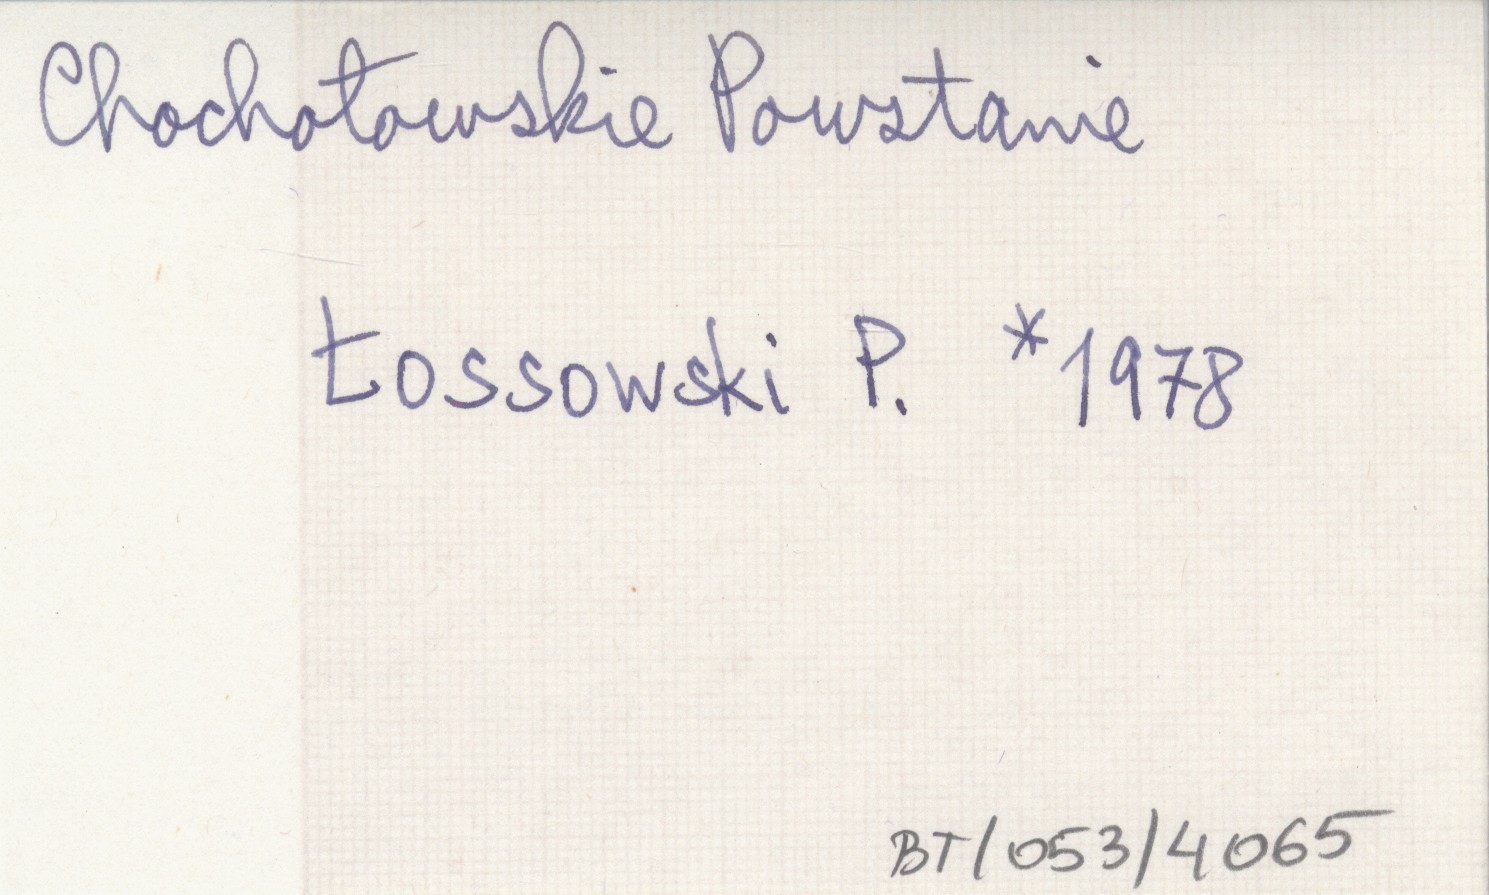 Chochołowskie Powstanie
Łossowski P. *1978
BT/053/4065